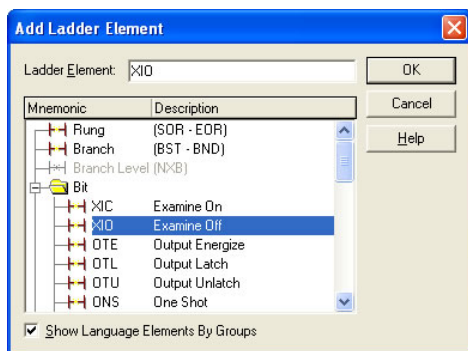 Add Ladder Element
Ladder Element: XIO
OK
Cancel
Help
Mnemonic Description
Rung (SOR - EOR)
Branch (BST - BND)
Branch Level (NXB)
Bit
XIC Examine On
XIO Examine Off
OTE Output Energize
OTL Output Latch
OTU Output Unlatch
ONS One Shot
Show Language Elements By Groups